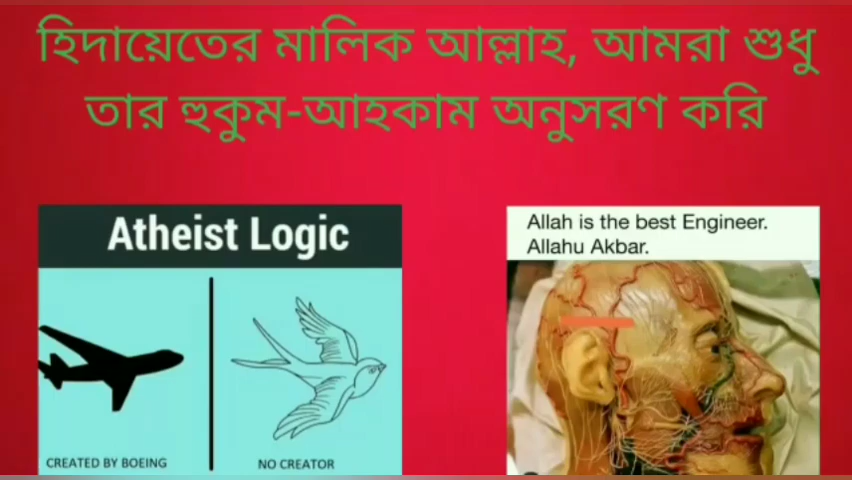 হিদায়েতের মালিক আল্লাহ, আমরা শুধু
তার হুকুম-আহকাম অনুসরণ করি
Atheist Logic
CREATED BY BOEING
NO CREATOR
Allah is the best Engineer.
Allahu Akbar.